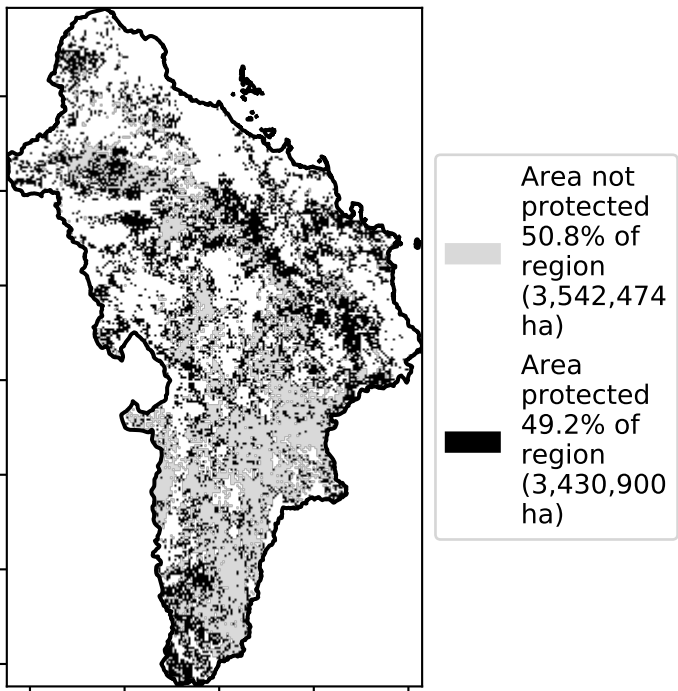 Area not
protected
50.8% of
region
(3,542,474
ha)
Area
protected
49.2% of
region
(3,430,900
ha)